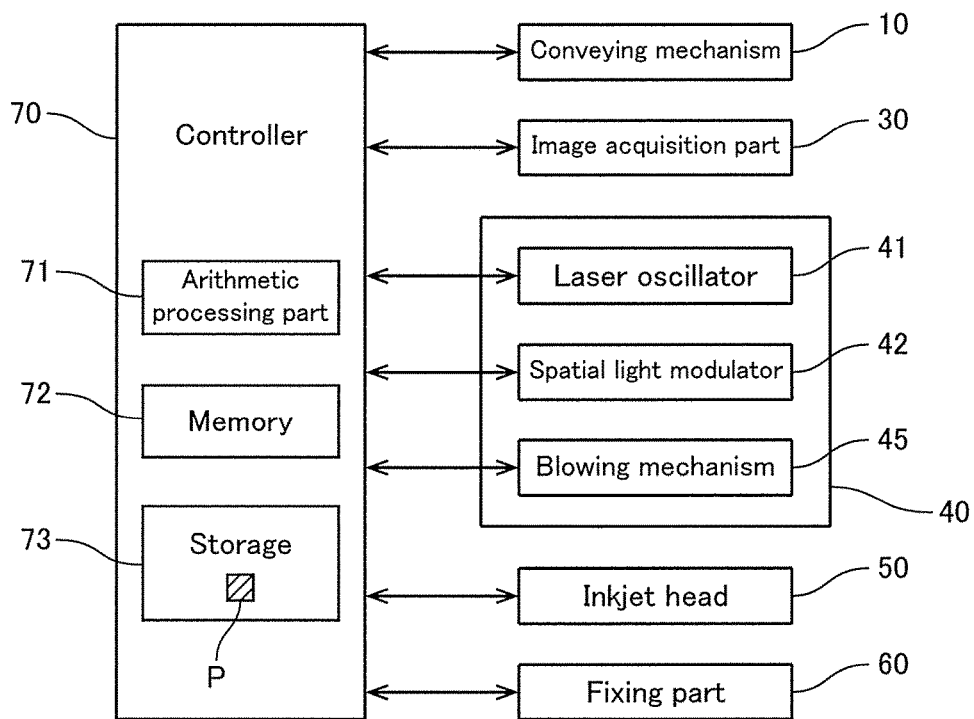 70
Controller
71
Arithmetic
processing part
72
Memory
73
Storage
P
Conveying mechanism
10
Image acquisition part
30
Laser oscillator
41
Spatial light modulator
42
Blowing mechanism
45
40
Inkjet head
50
Fixing part
60